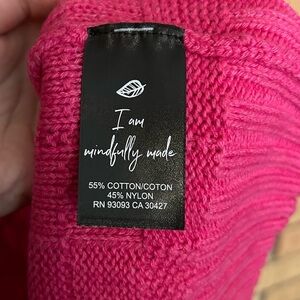 I am
mindfully made
55% COTTON/COTON
45% NYLON
RN 93093 CA 30427